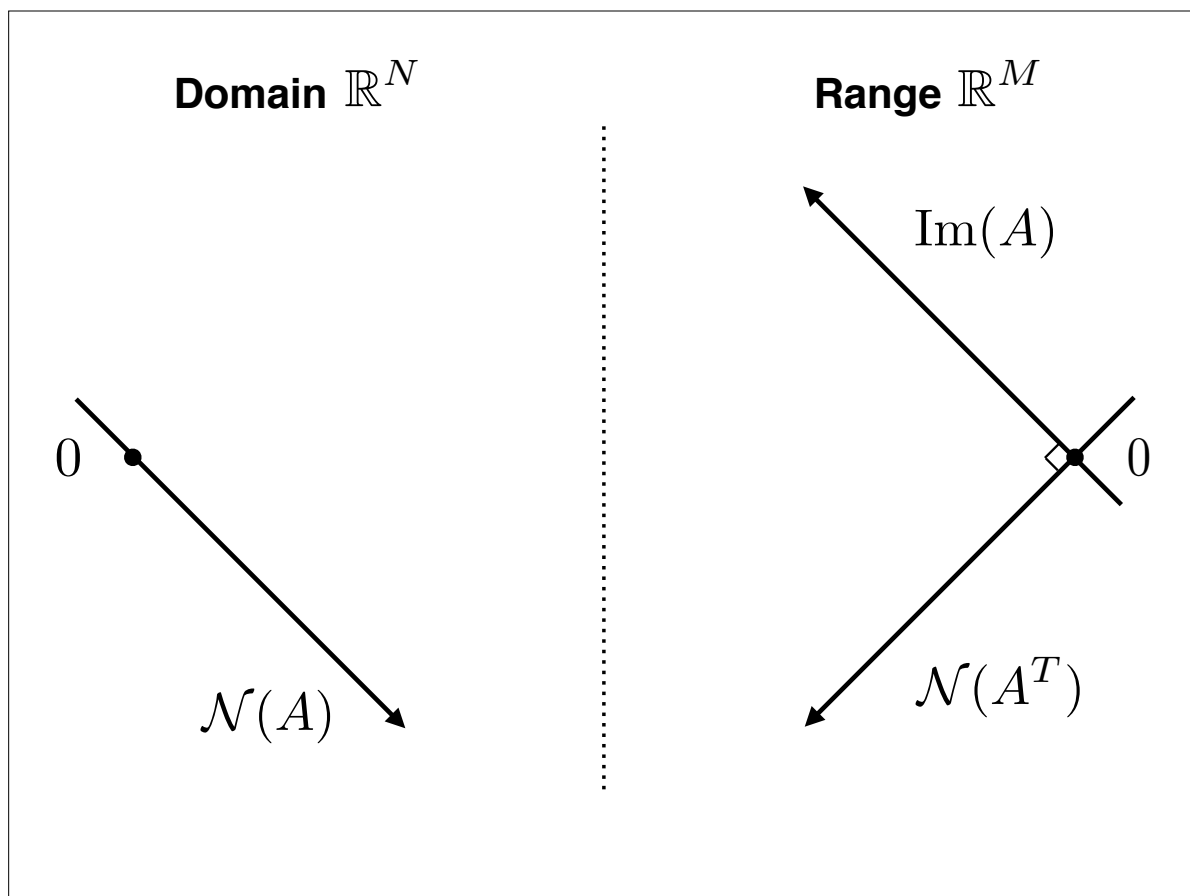 Domain ℝ^N
Range ℝ^M
Im(A)
0
0
𝒩(A)
𝒩(A^T)